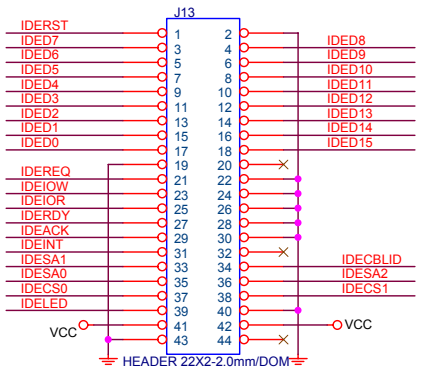 J13
IDERST 1 2
IDED7 3 4 IDED8
IDED6 5 6 IDED9
IDED5 7 8 IDED10
IDED4 9 10 IDED11
IDED3 11 12 IDED12
IDED2 13 14 IDED13
IDED1 15 16 IDED14
IDED0 17 18 IDED15
19 20
IDEREQ 21 22
IDEIOW 23 24
IDEIOR 25 26
IDERDY 27 28
IDEACK 29 30
IDEINT 31 32
IDESA1 33 34 IDECBLID
IDESA0 35 36 IDESA2
IDECS0 37 38 IDECS1
IDELED 39 40
VCC 41 42 VCC
43 44
HEADER 22X2-2.0mm/DOM